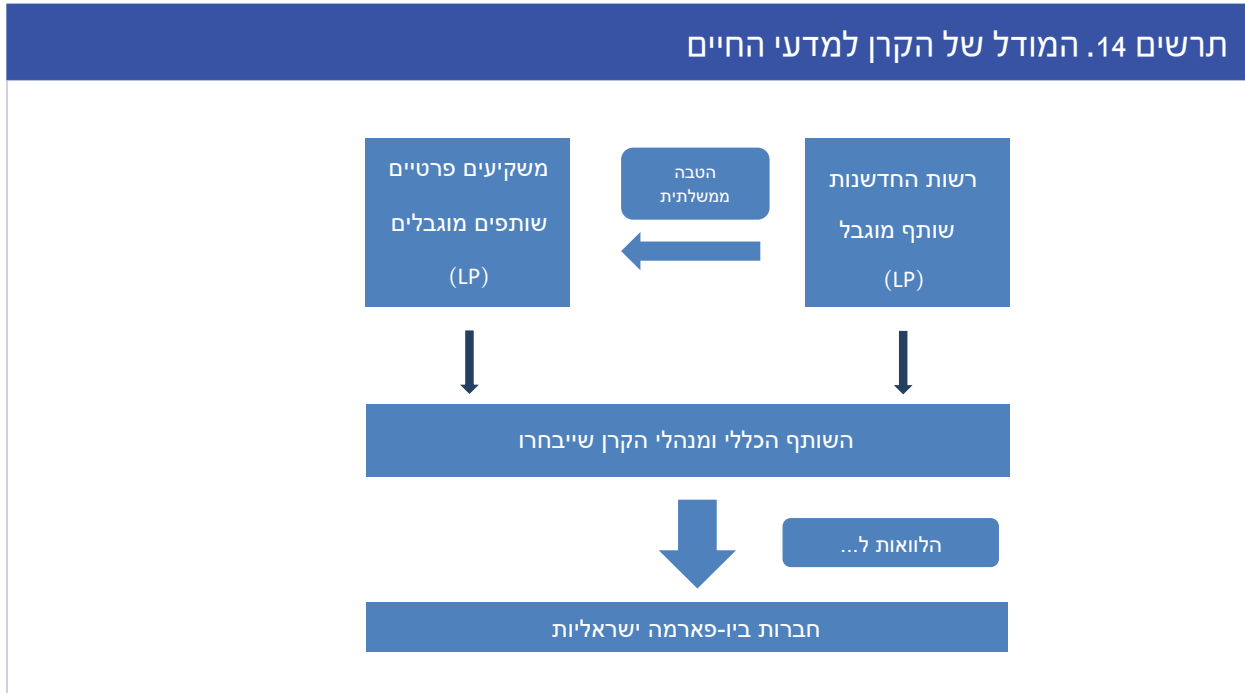 תרשים 14. המודל של הקרן למדעי החיים
רשות החדשנות
שותף מוגבל
(LP)
הטבה
ממשלתית
משקיעים פרטיים
שותפים מוגבלים
(LP)
השותף הכללי ומנהלי הקרן שייבחרו
הלוואות ל...
חברות ביו-פארמה ישראליות